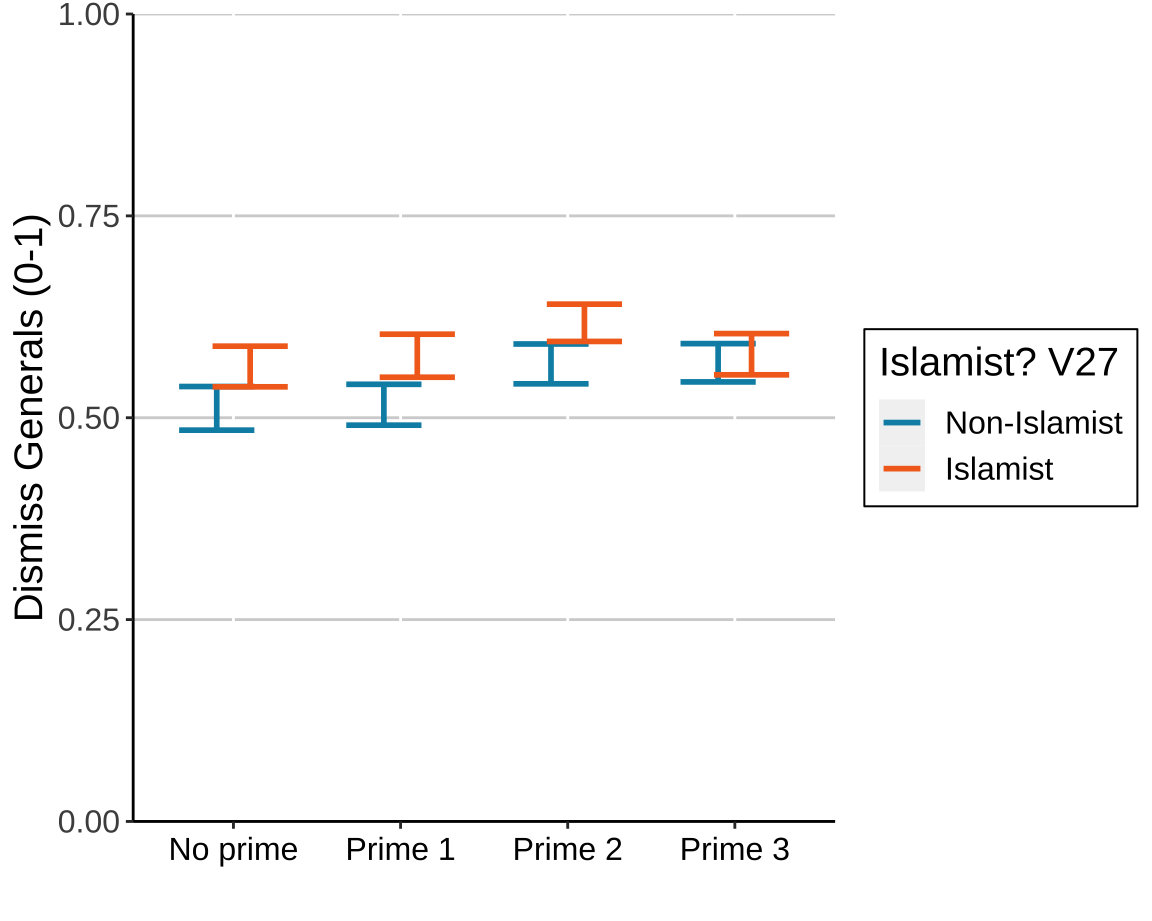 1.00
0.75
0.50
0.25
0.00
Dismiss Generals (0-1)
No prime
Prime 1
Prime 2
Prime 3
Islamist? V27
Non-Islamist
Islamist